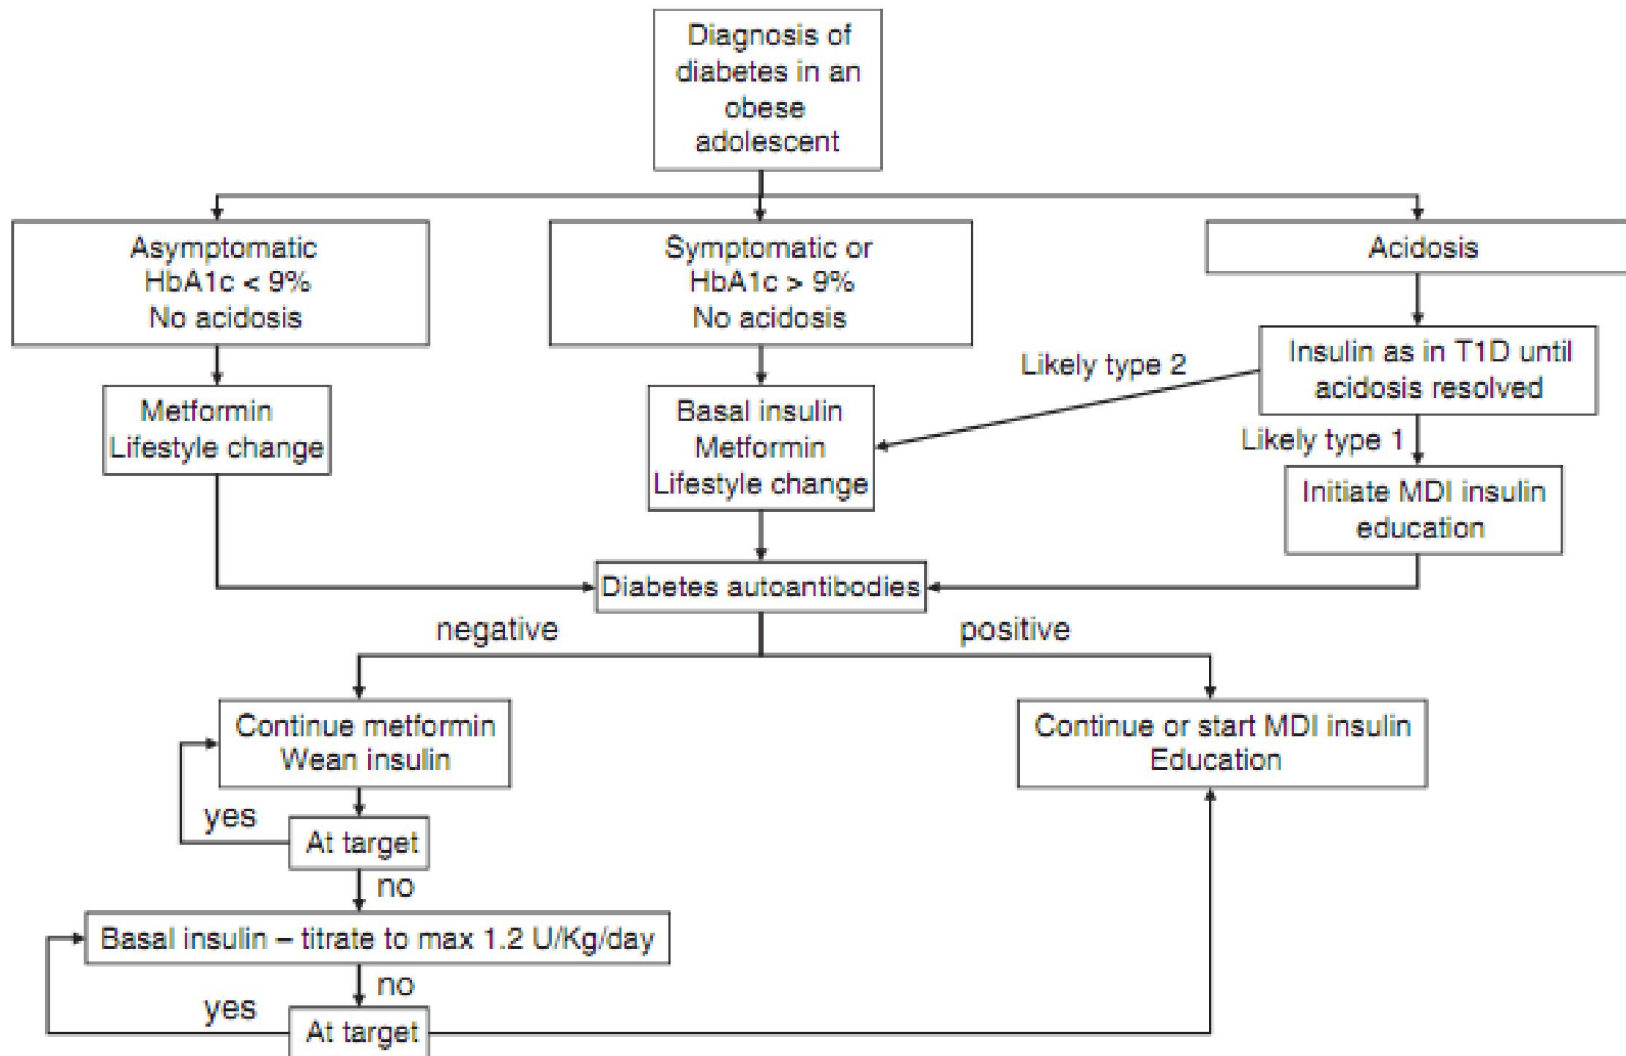 Diagnosis of
diabetes in an
obese
adolescent
Asymptomatic
HbA1c < 9%
No acidosis
Symptomatic or
HbA1c > 9%
No acidosis
Acidosis
Insulin as in T1D until
acidosis resolved
Likely type 2
Likely type 1
Metformin
Lifestyle change
Basal insulin
Metformin
Lifestyle change
Initiate MDI insulin
education
Diabetes autoantibodies
negative
positive
Continue metformin
Wean insulin
Continue or start MDI insulin
Education
yes
At target
no
Basal insulin – titrate to max 1.2 U/Kg/day
no
yes
At target